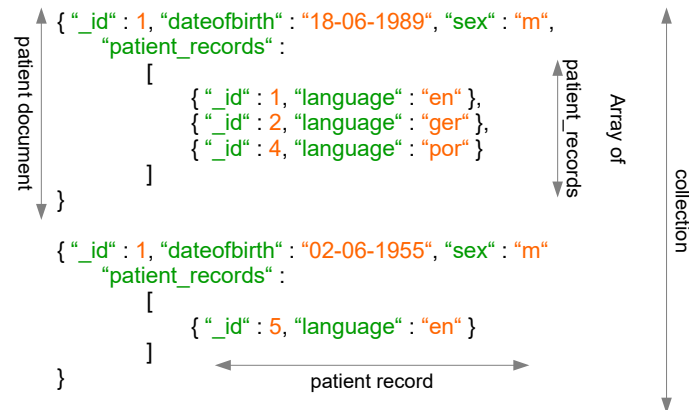 { “_id“ : 1, “dateofbirth“ : “18-06-1989“, “sex“ : “m“,
“patient_records“ :
[
{ “_id“ : 1, “language“ : “en“ },
{ “_id“ : 2, “language“ : “ger“ },
{ “_id“ : 4, “language“ : “por“ }
]
}
patient document
Array of
patient_records
collection
{ “_id“ : 1, “dateofbirth“ : “02-06-1955“, “sex“ : “m“
“patient_records“ :
[
{ “_id“ : 5, “language“ : “en“ }
]
}
patient record